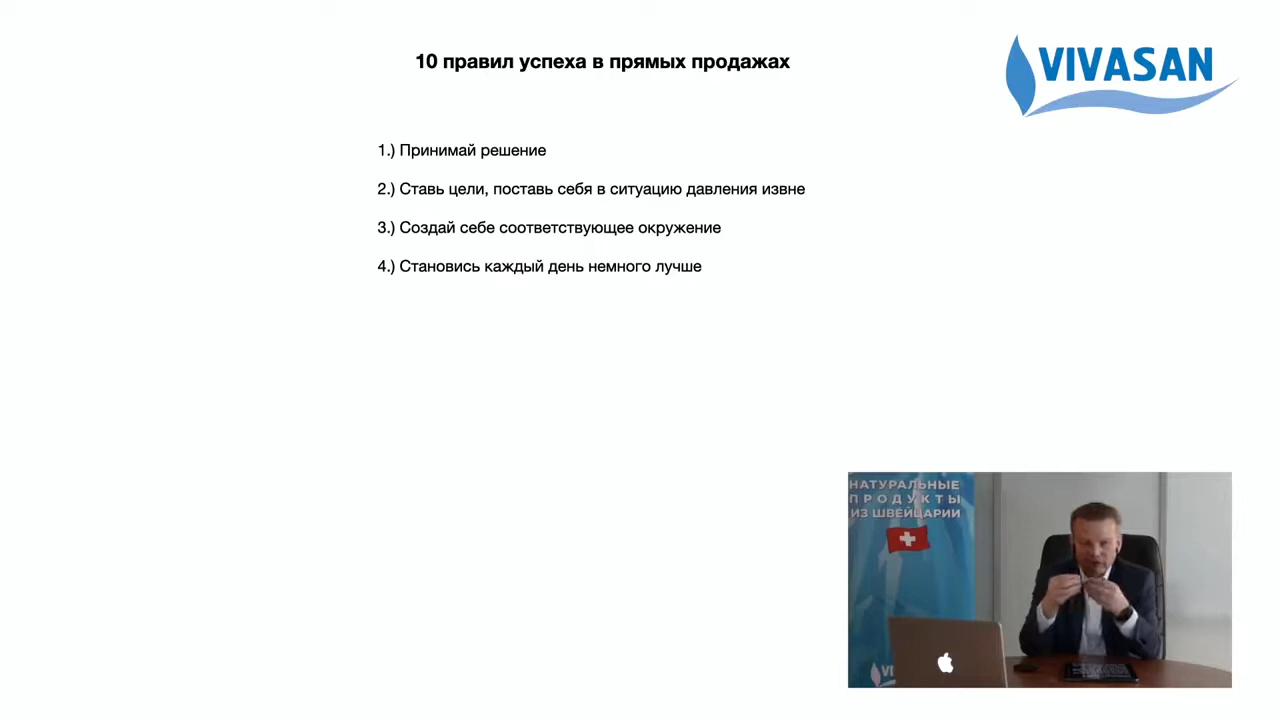 10 правил успеха в прямых продажах
VIVASAN
1.) Принимай решение
2.) Ставь цели, поставь себя в ситуацию давления извне
3.) Создай себе соответствующее окружение
4.) Становись каждый день немного лучше
НАТУРАЛЬНЫЕ
ПРОДУКТЫ
ИЗ ШВЕЙЦАРИИ